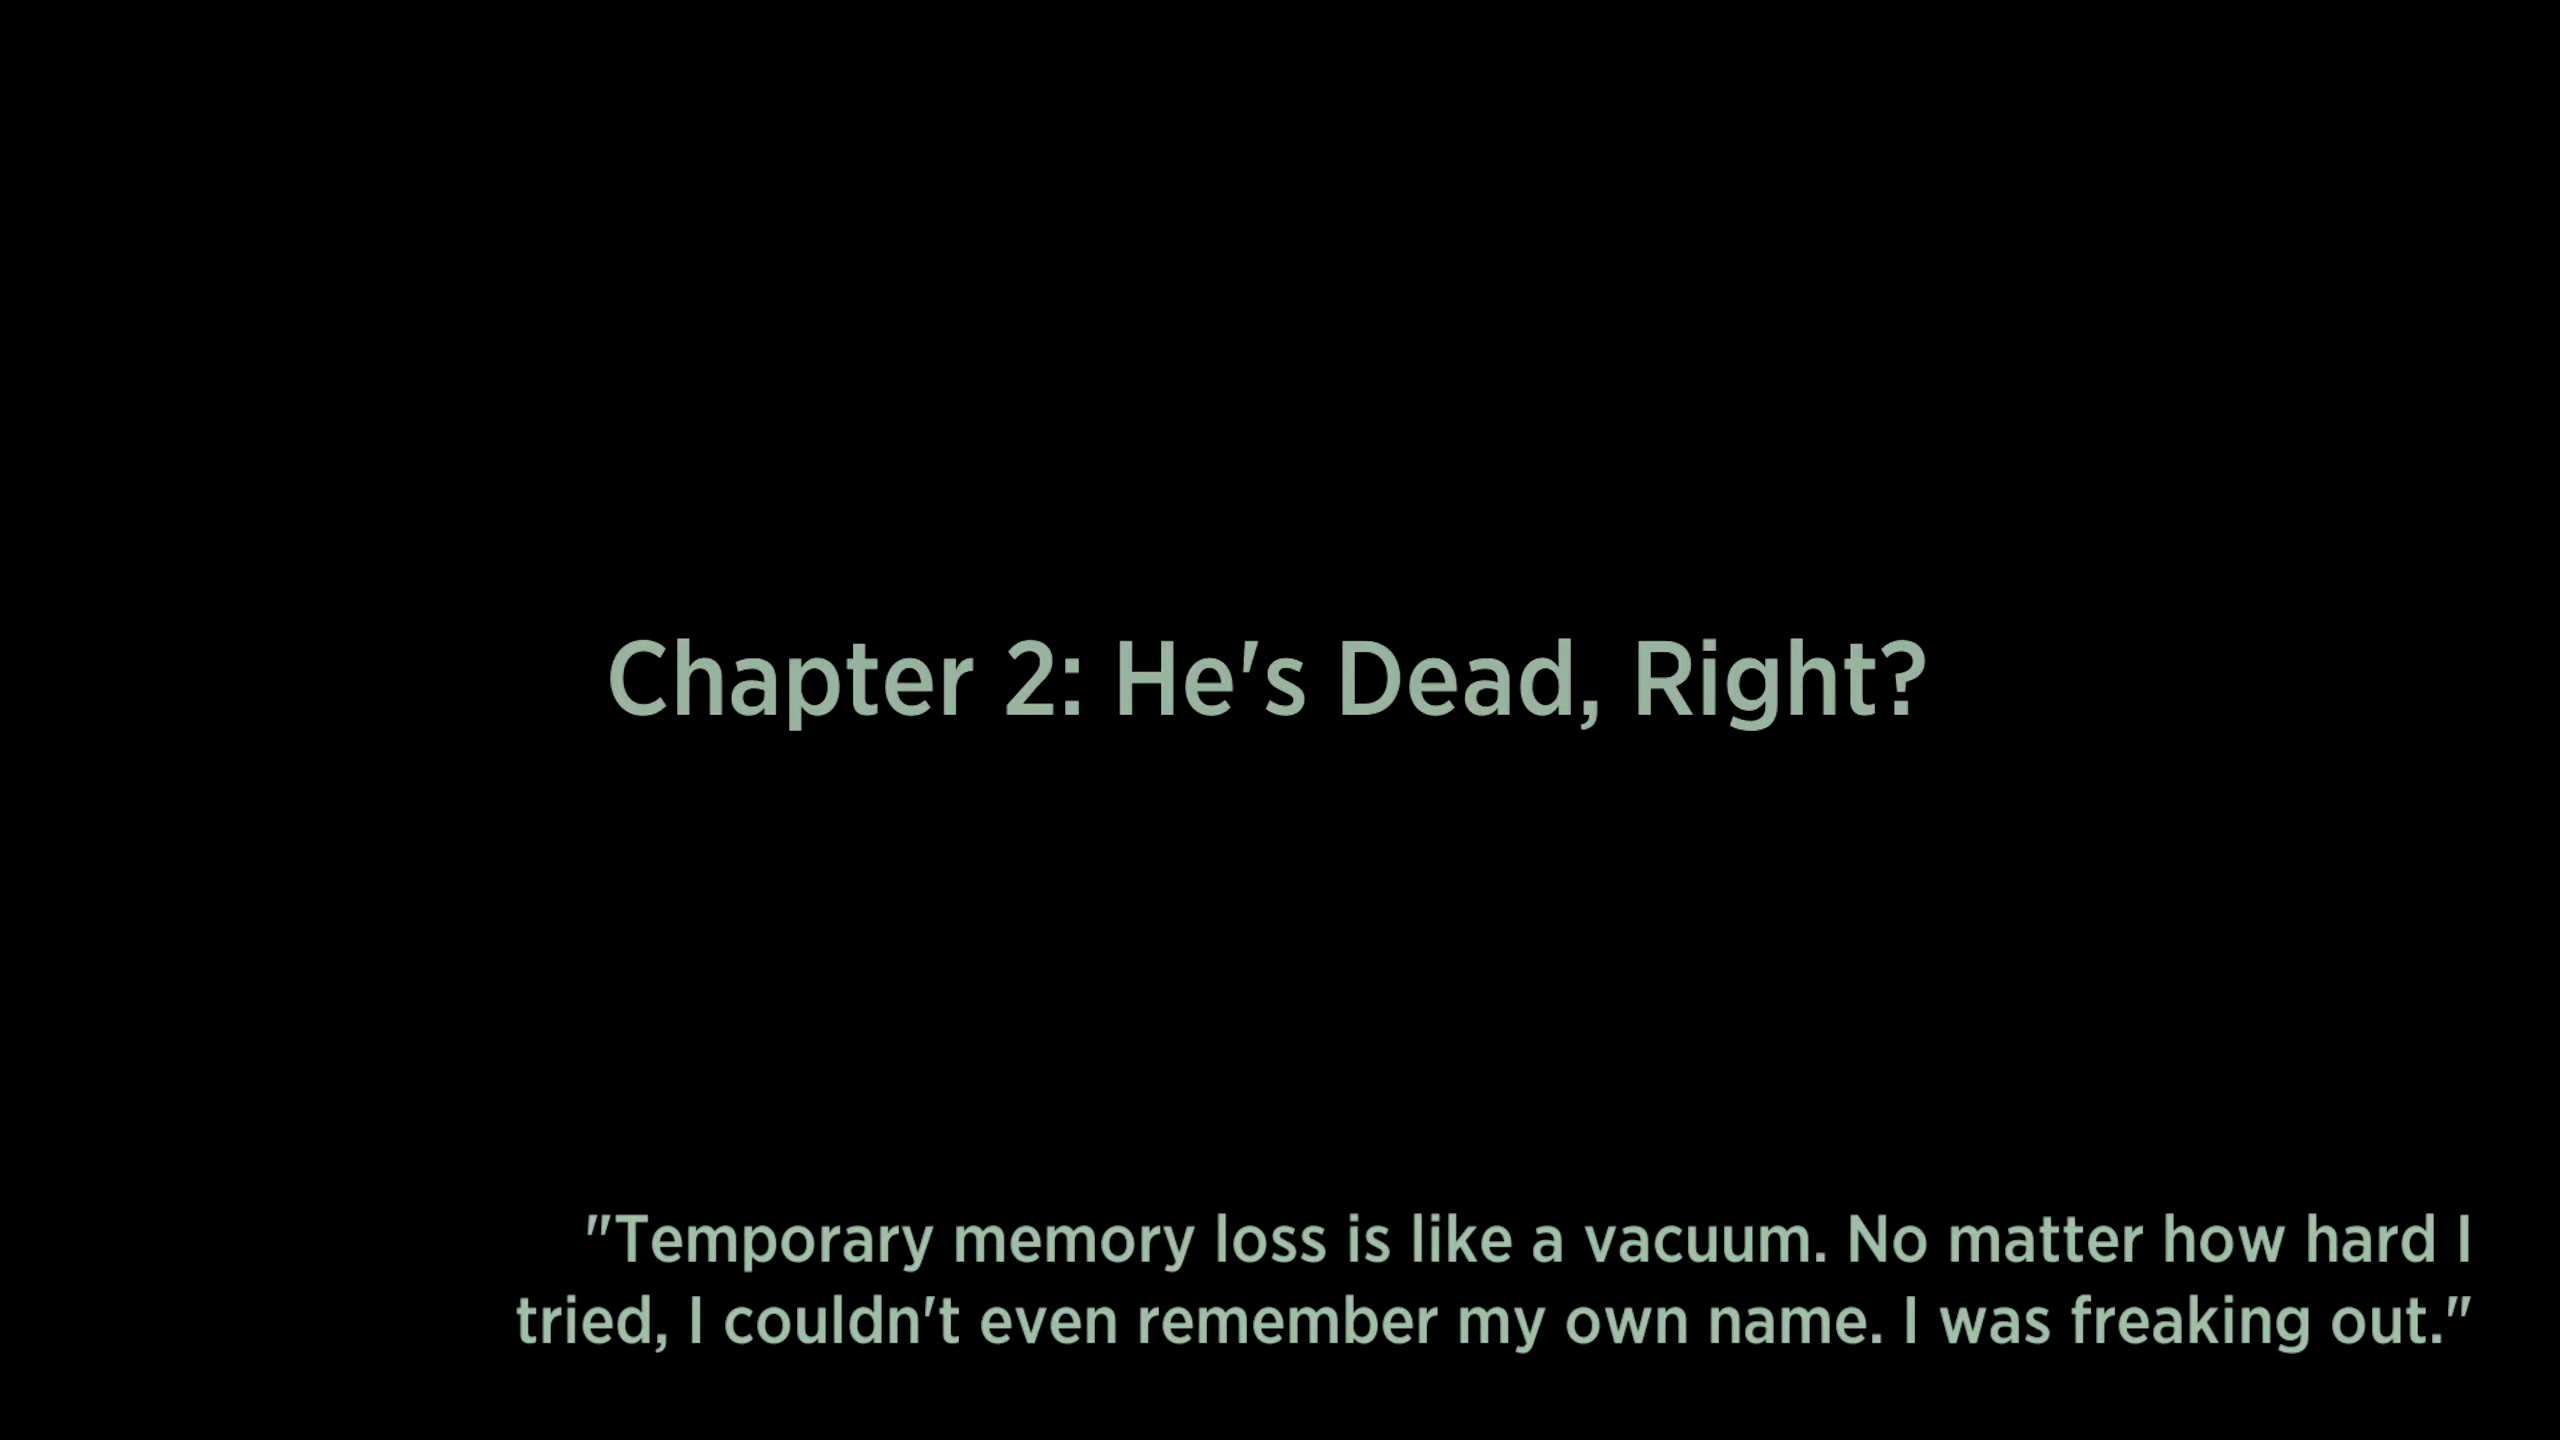 Chapter 2: He's Dead, Right?
"Temporary memory loss is like a vacuum. No matter how hard I
tried, I couldn't even remember my own name. I was freaking out."